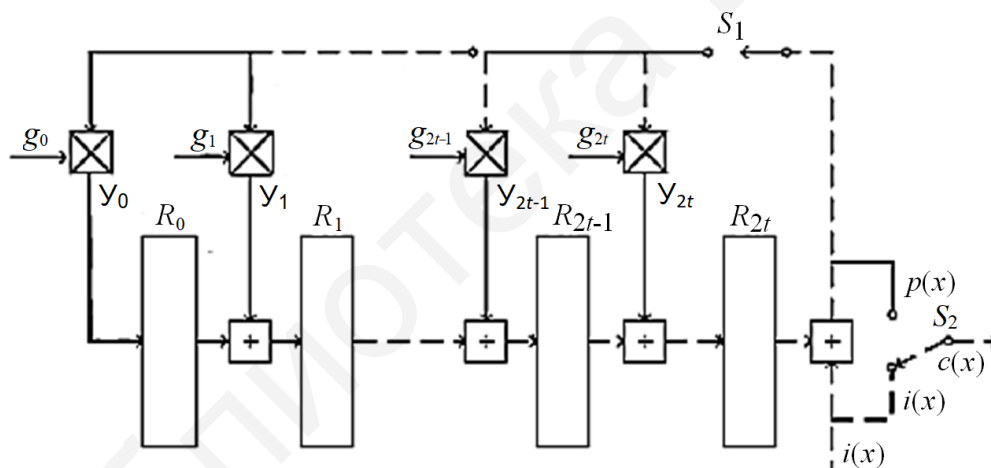 S₁
g₀ g₁ g₂ₜ₋₁ g₂ₜ
У₀ У₁ У₂ₜ₋₁ У₂ₜ
R₀ R₁ R₂ₜ₋₁ R₂ₜ
p(x)
S₂
c(x)
i(x)
i(x)